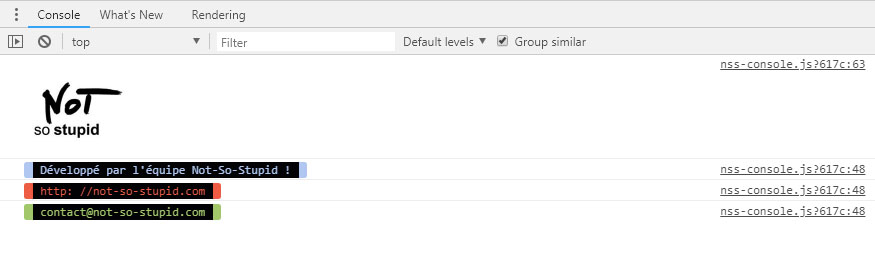 Console What's New Rendering
top Filter Default levels Group similar
nss-console.js?617c:63
NOT
so stupid
Développé par l'équipe Not-So-Stupid ! nss-console.js?617c:48
http: //not-so-stupid.com nss-console.js?617c:48
contact@not-so-stupid.com nss-console.js?617c:48